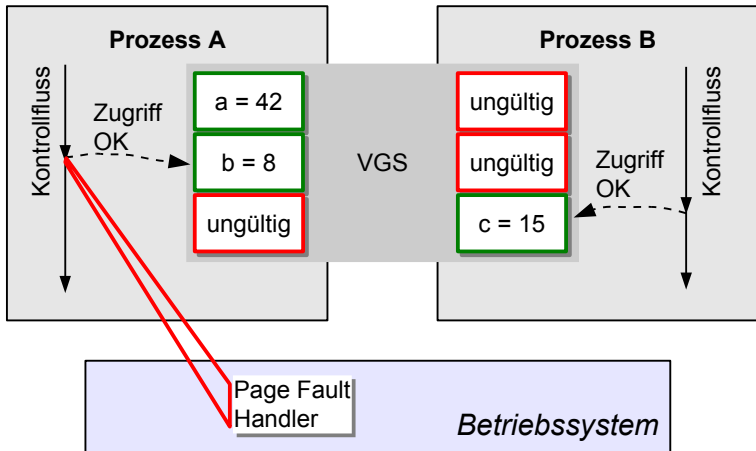 Prozess A
Kontrollfluss
Zugriff
OK
a = 42
b = 8
ungültig
VGS
Prozess B
ungültig
ungültig
c = 15
Zugriff
OK
Kontrollfluss
Page Fault
Handler
Betriebssystem